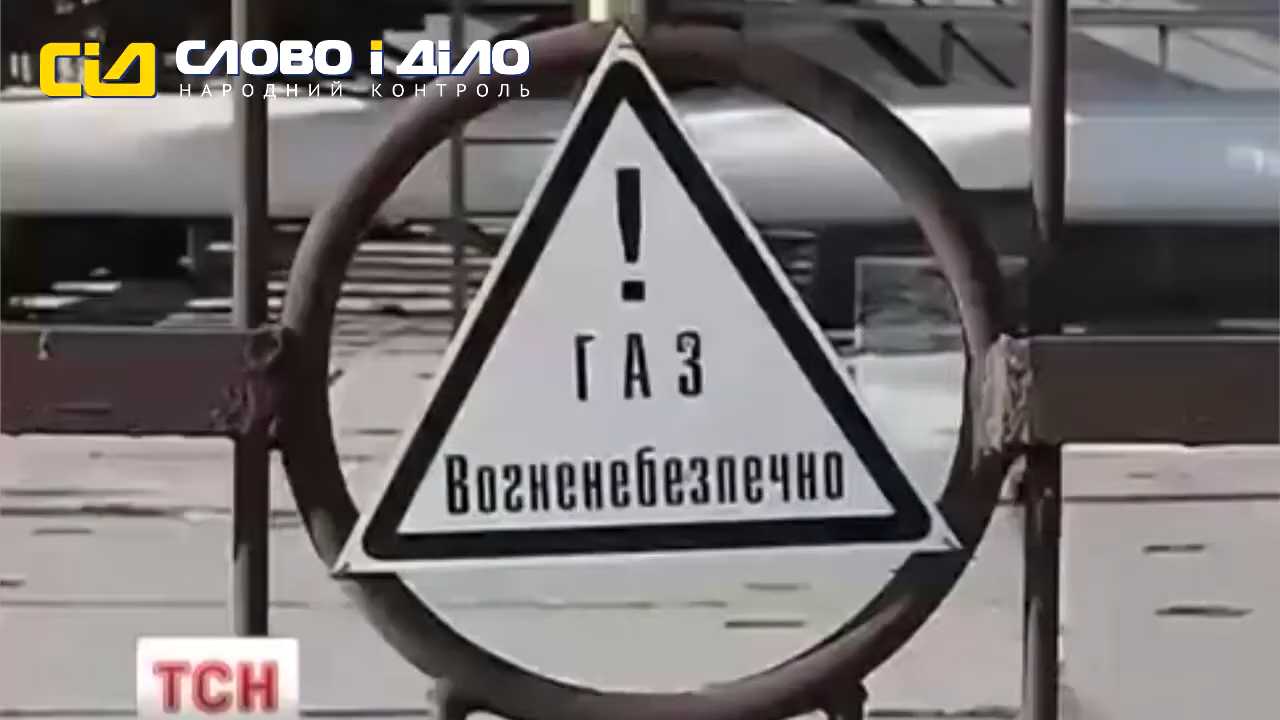 СіД СЛОВО і ДіЛО
НАРОДНИЙ КОНТРОЛЬ
!
ГАЗ
Вогненебезпечно
ТСН